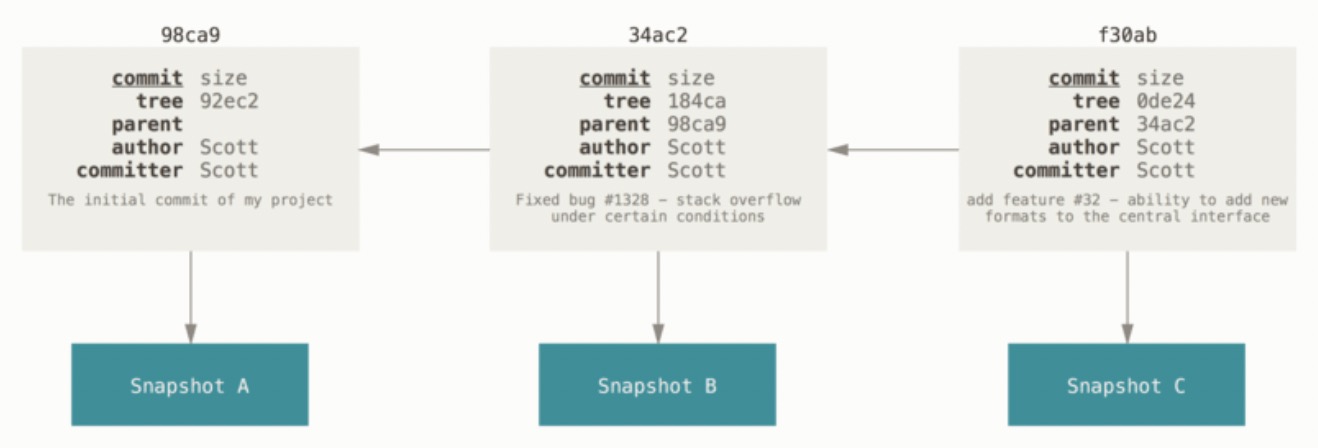 98ca9
commit size
tree 92ec2
parent
author Scott
committer Scott
The initial commit of my project
Snapshot A
34ac2
commit size
tree 184ca
parent 98ca9
author Scott
committer Scott
Fixed bug #1328 – stack overflow
under certain conditions
Snapshot B
f30ab
commit size
tree 0de24
parent 34ac2
author Scott
committer Scott
add feature #32 – ability to add new
formats to the central interface
Snapshot C